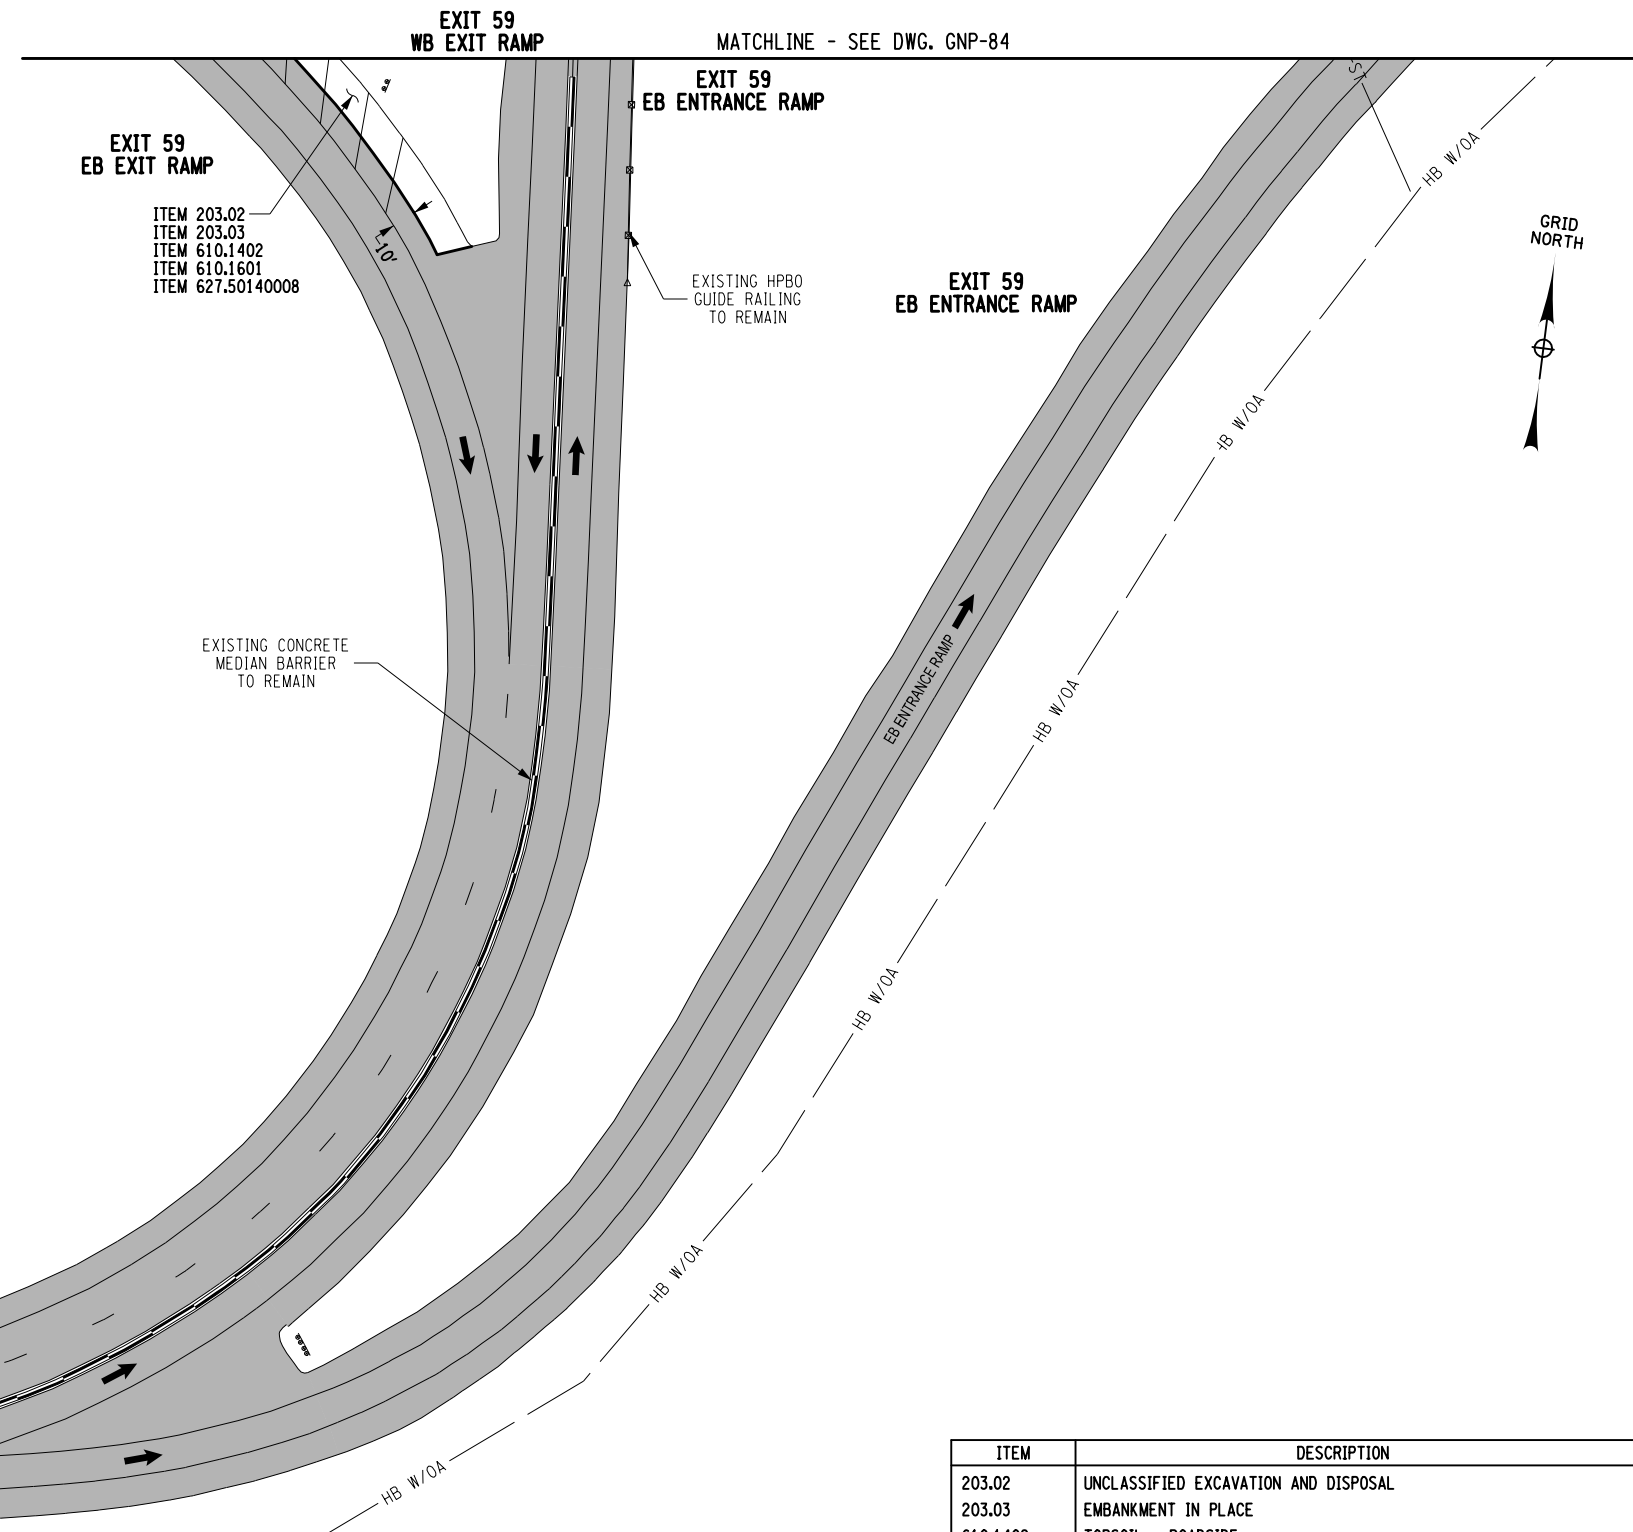 EXIT 59
WB EXIT RAMP
MATCHLINE - SEE DWG. GNP-84
EXIT 59
EB ENTRANCE RAMP
EXIT 59
EB EXIT RAMP
ITEM 203.02
ITEM 203.03
ITEM 610.1402
ITEM 610.1601
ITEM 627.50140008
10'
EXISTING HPBO
GUIDE RAILING
TO REMAIN
EXIT 59
EB ENTRANCE RAMP
ST
HB W/OA
GRID
NORTH
HB W/OA
EXISTING CONCRETE
MEDIAN BARRIER
TO REMAIN
EB ENTRANCE RAMP
HB W/OA
HB W/OA
HB W/OA
HB W/OA
ITEM DESCRIPTION
203.02 UNCLASSIFIED EXCAVATION AND DISPOSAL
203.03 EMBANKMENT IN PLACE